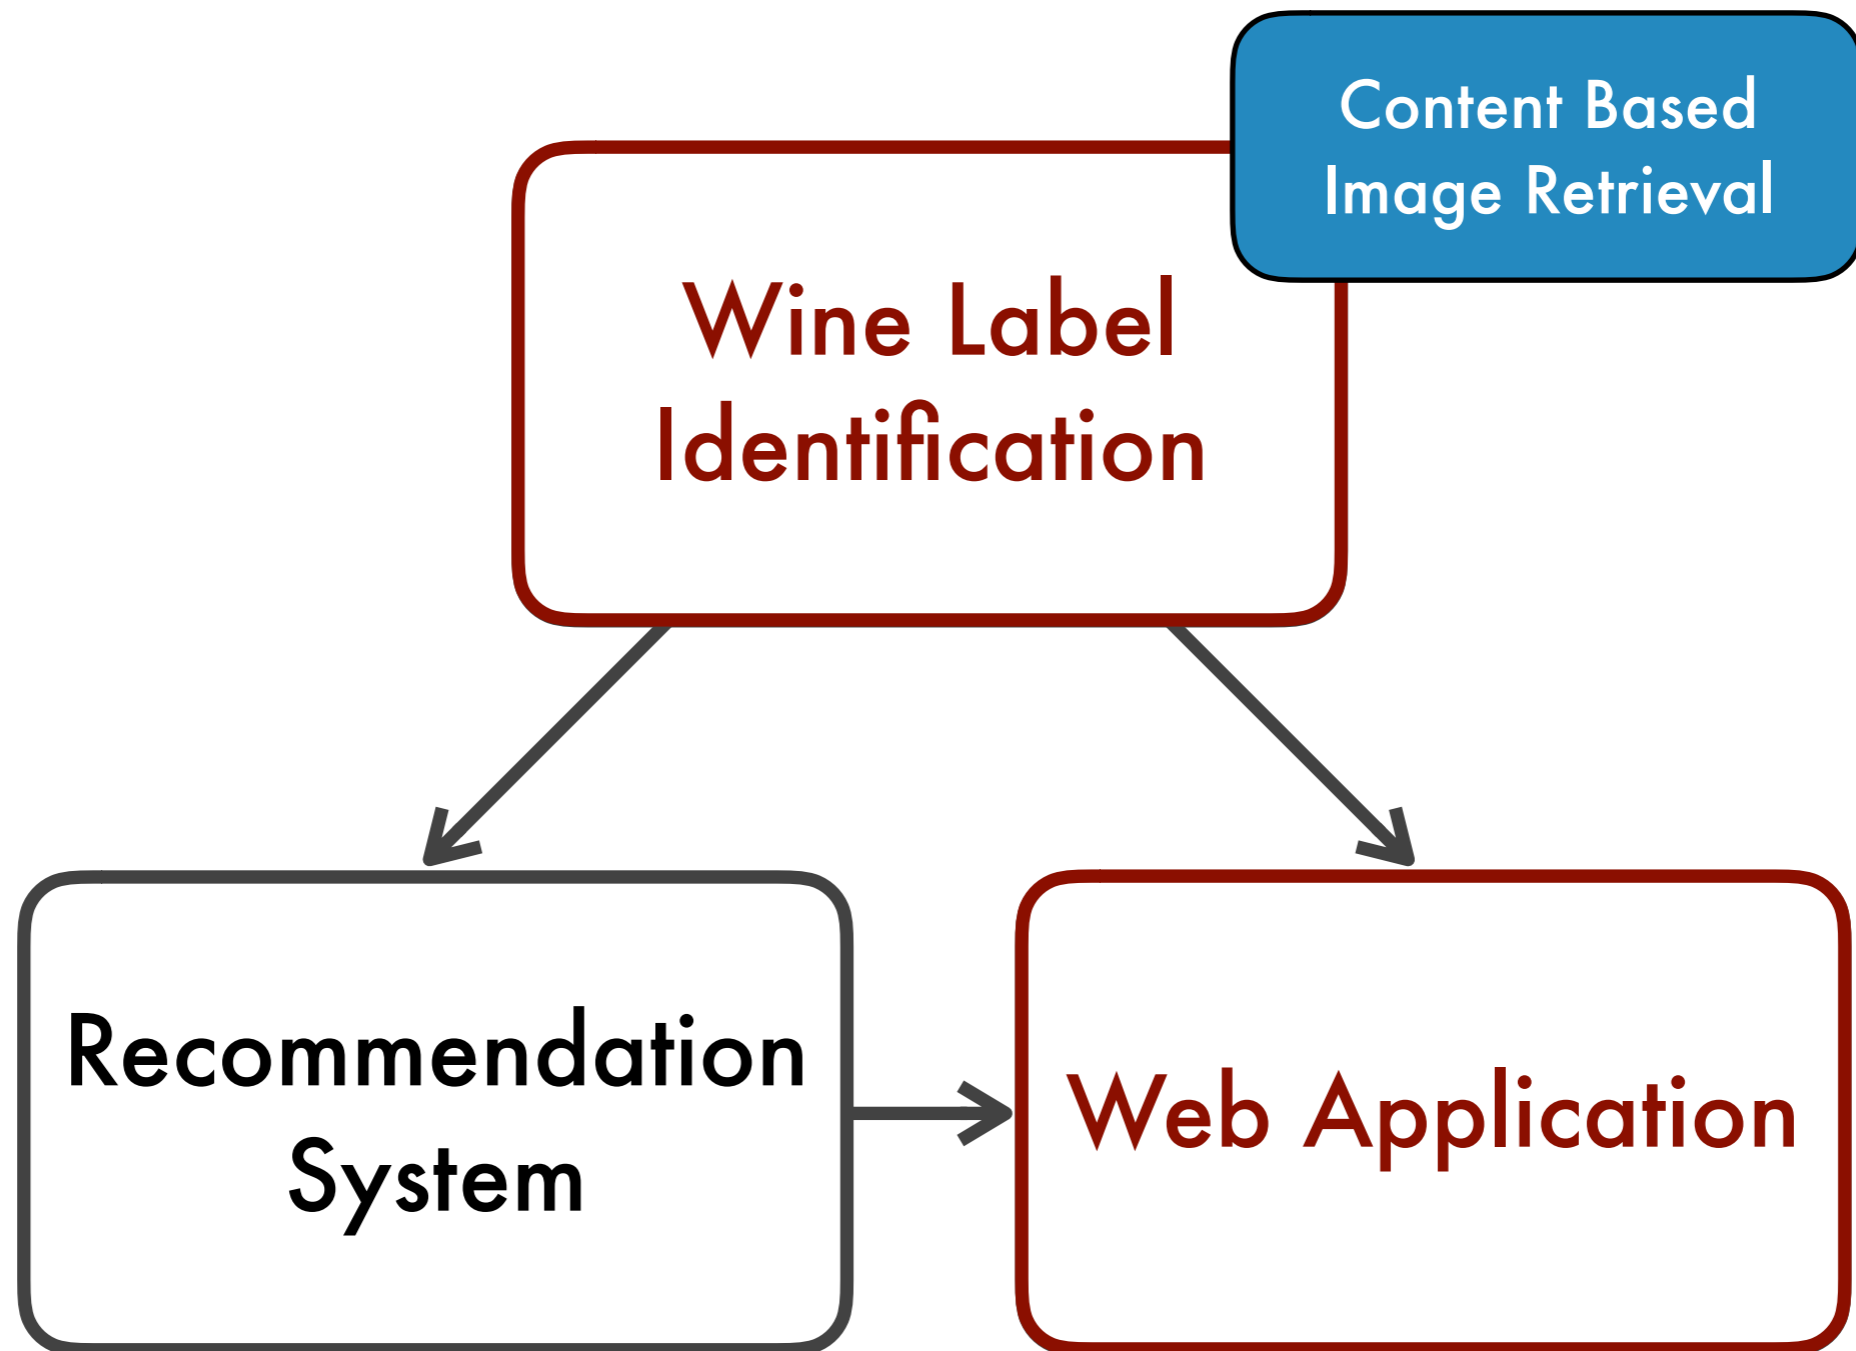 Content Based
Image Retrieval
Wine Label
Identification
Recommendation
System
Web Application